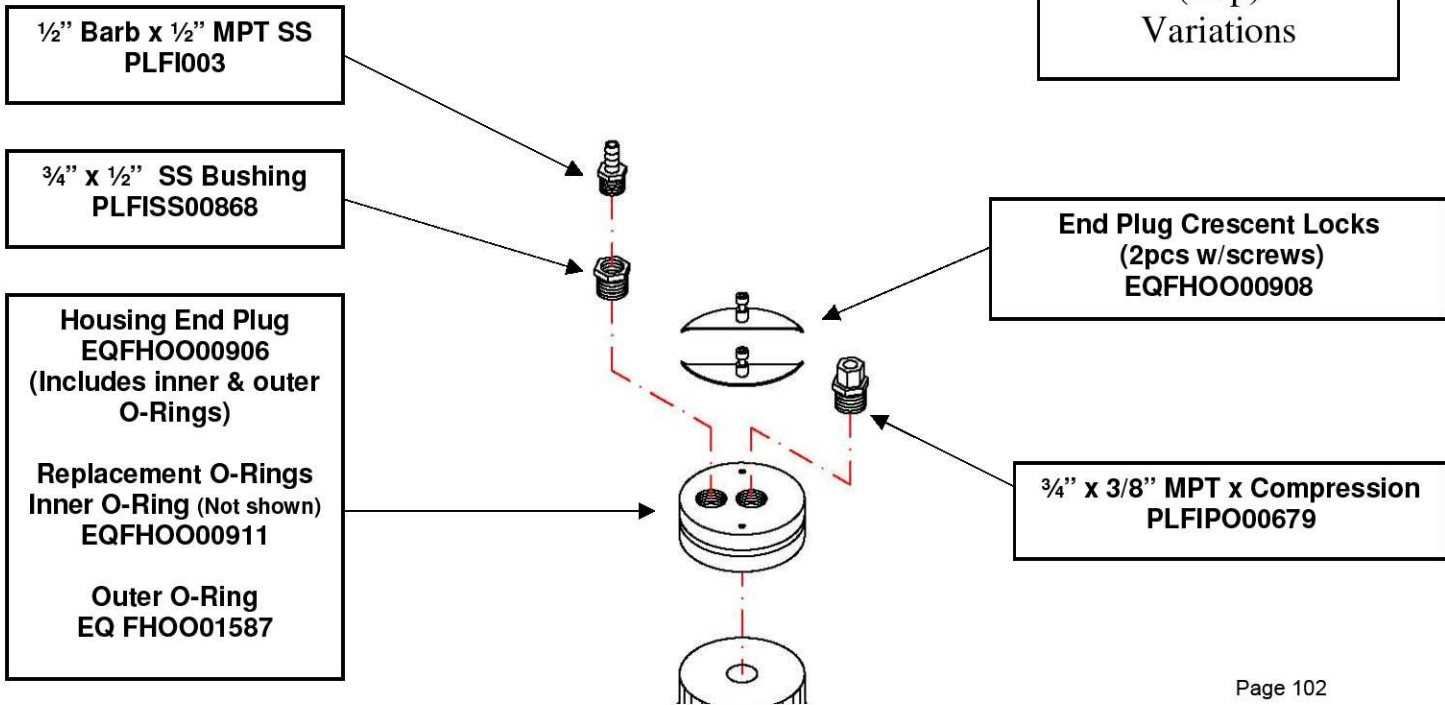 ½” Barb x ½” MPT SS
PLFI003
¾” x ½” SS Bushing
PLFISS00868
Housing End Plug
EQFHOO00906
(Includes inner & outer
O-Rings)
Replacement O-Rings
Inner O-Ring (Not shown)
EQFHOO00911
Outer O-Ring
EQ FHOO01587
Variations
End Plug Crescent Locks
(2pcs w/screws)
EQFHOO00908
¾” x 3/8” MPT x Compression
PLFIPO00679
Page 102